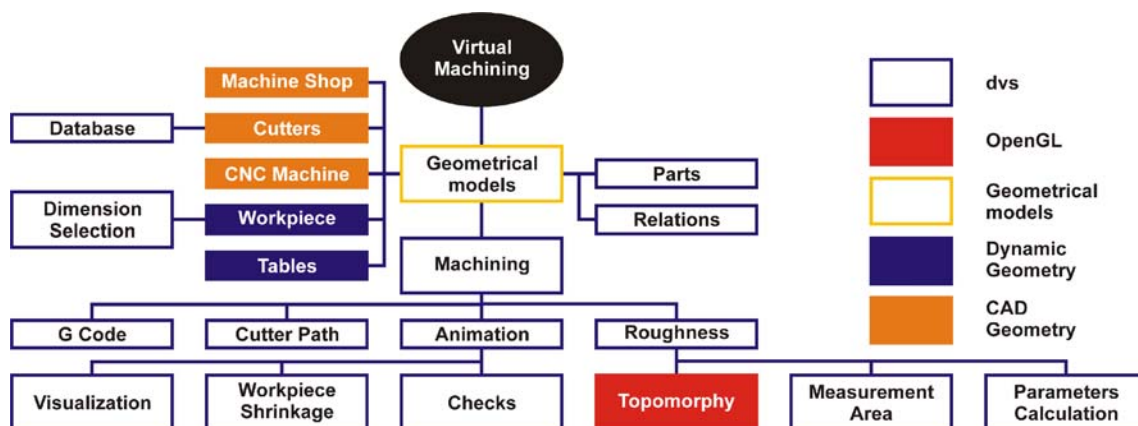 Virtual
Machining
Machine Shop
Database
Cutters
CNC Machine
Geometrical
models
Parts
Dimension
Selection
Workpiece
Relations
Tables
Machining
G Code
Cutter Path
Animation
Roughness
Visualization
Workpiece
Shrinkage
Checks
Topomorphy
Measurement
Area
Parameters
Calculation
dvs
OpenGL
Geometrical
models
Dynamic
Geometry
CAD
Geometry